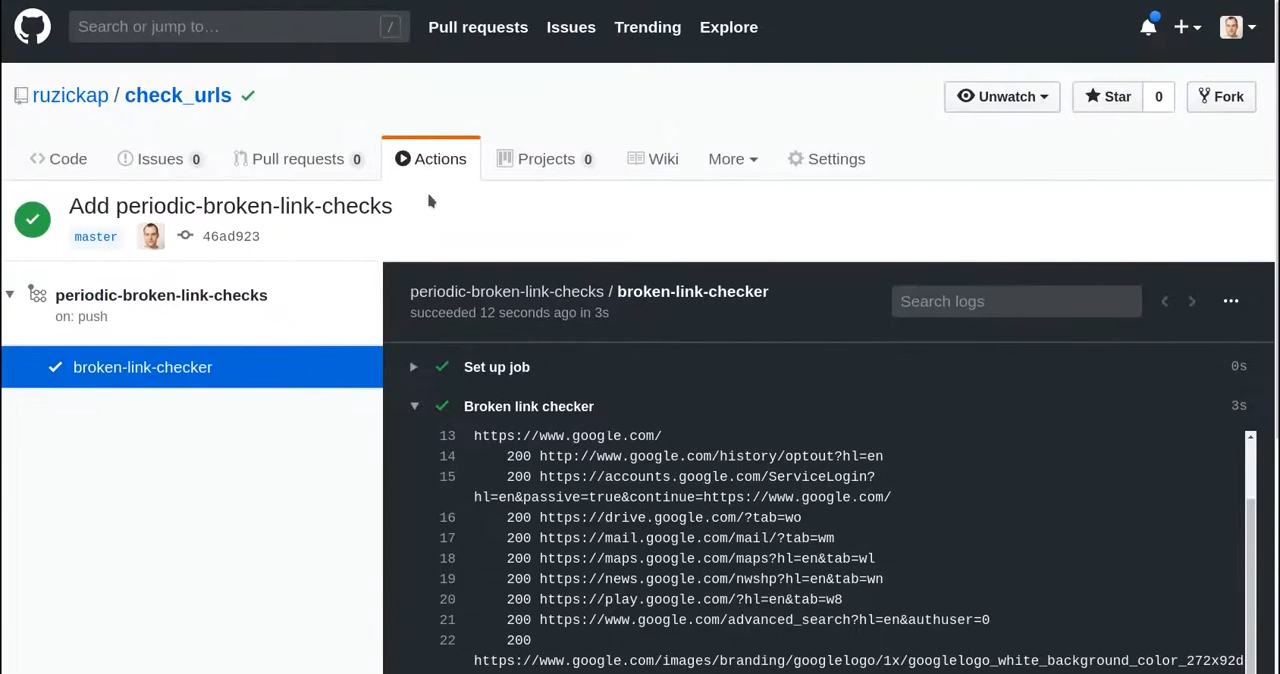 Search or jump to… /
Pull requests Issues Trending Explore
ruzickap / check_urls
Unwatch Star 0 Fork
Code Issues 0 Pull requests 0 Actions Projects 0 Wiki More Settings
Add periodic-broken-link-checks
master 46ad923
periodic-broken-link-checks
on: push
broken-link-checker
periodic-broken-link-checks / broken-link-checker
succeeded 12 seconds ago in 3s
Search logs
Set up job 0s
Broken link checker 3s
13 https://www.google.com/
14 200 http://www.google.com/history/optout?hl=en
15 200 https://accounts.google.com/ServiceLogin?
hl=en&passive=true&continue=https://www.google.com/
16 200 https://drive.google.com/?tab=wo
17 200 https://mail.google.com/mail/?tab=wm
18 200 https://maps.google.com/maps?hl=en&tab=wl
19 200 https://news.google.com/nwshp?hl=en&tab=wn
20 200 https://play.google.com/?hl=en&tab=w8
21 200 https://www.google.com/advanced_search?hl=en&authuser=0
22 200
https://www.google.com/images/branding/googlelogo/1x/googlelogo_white_background_color_272x92d